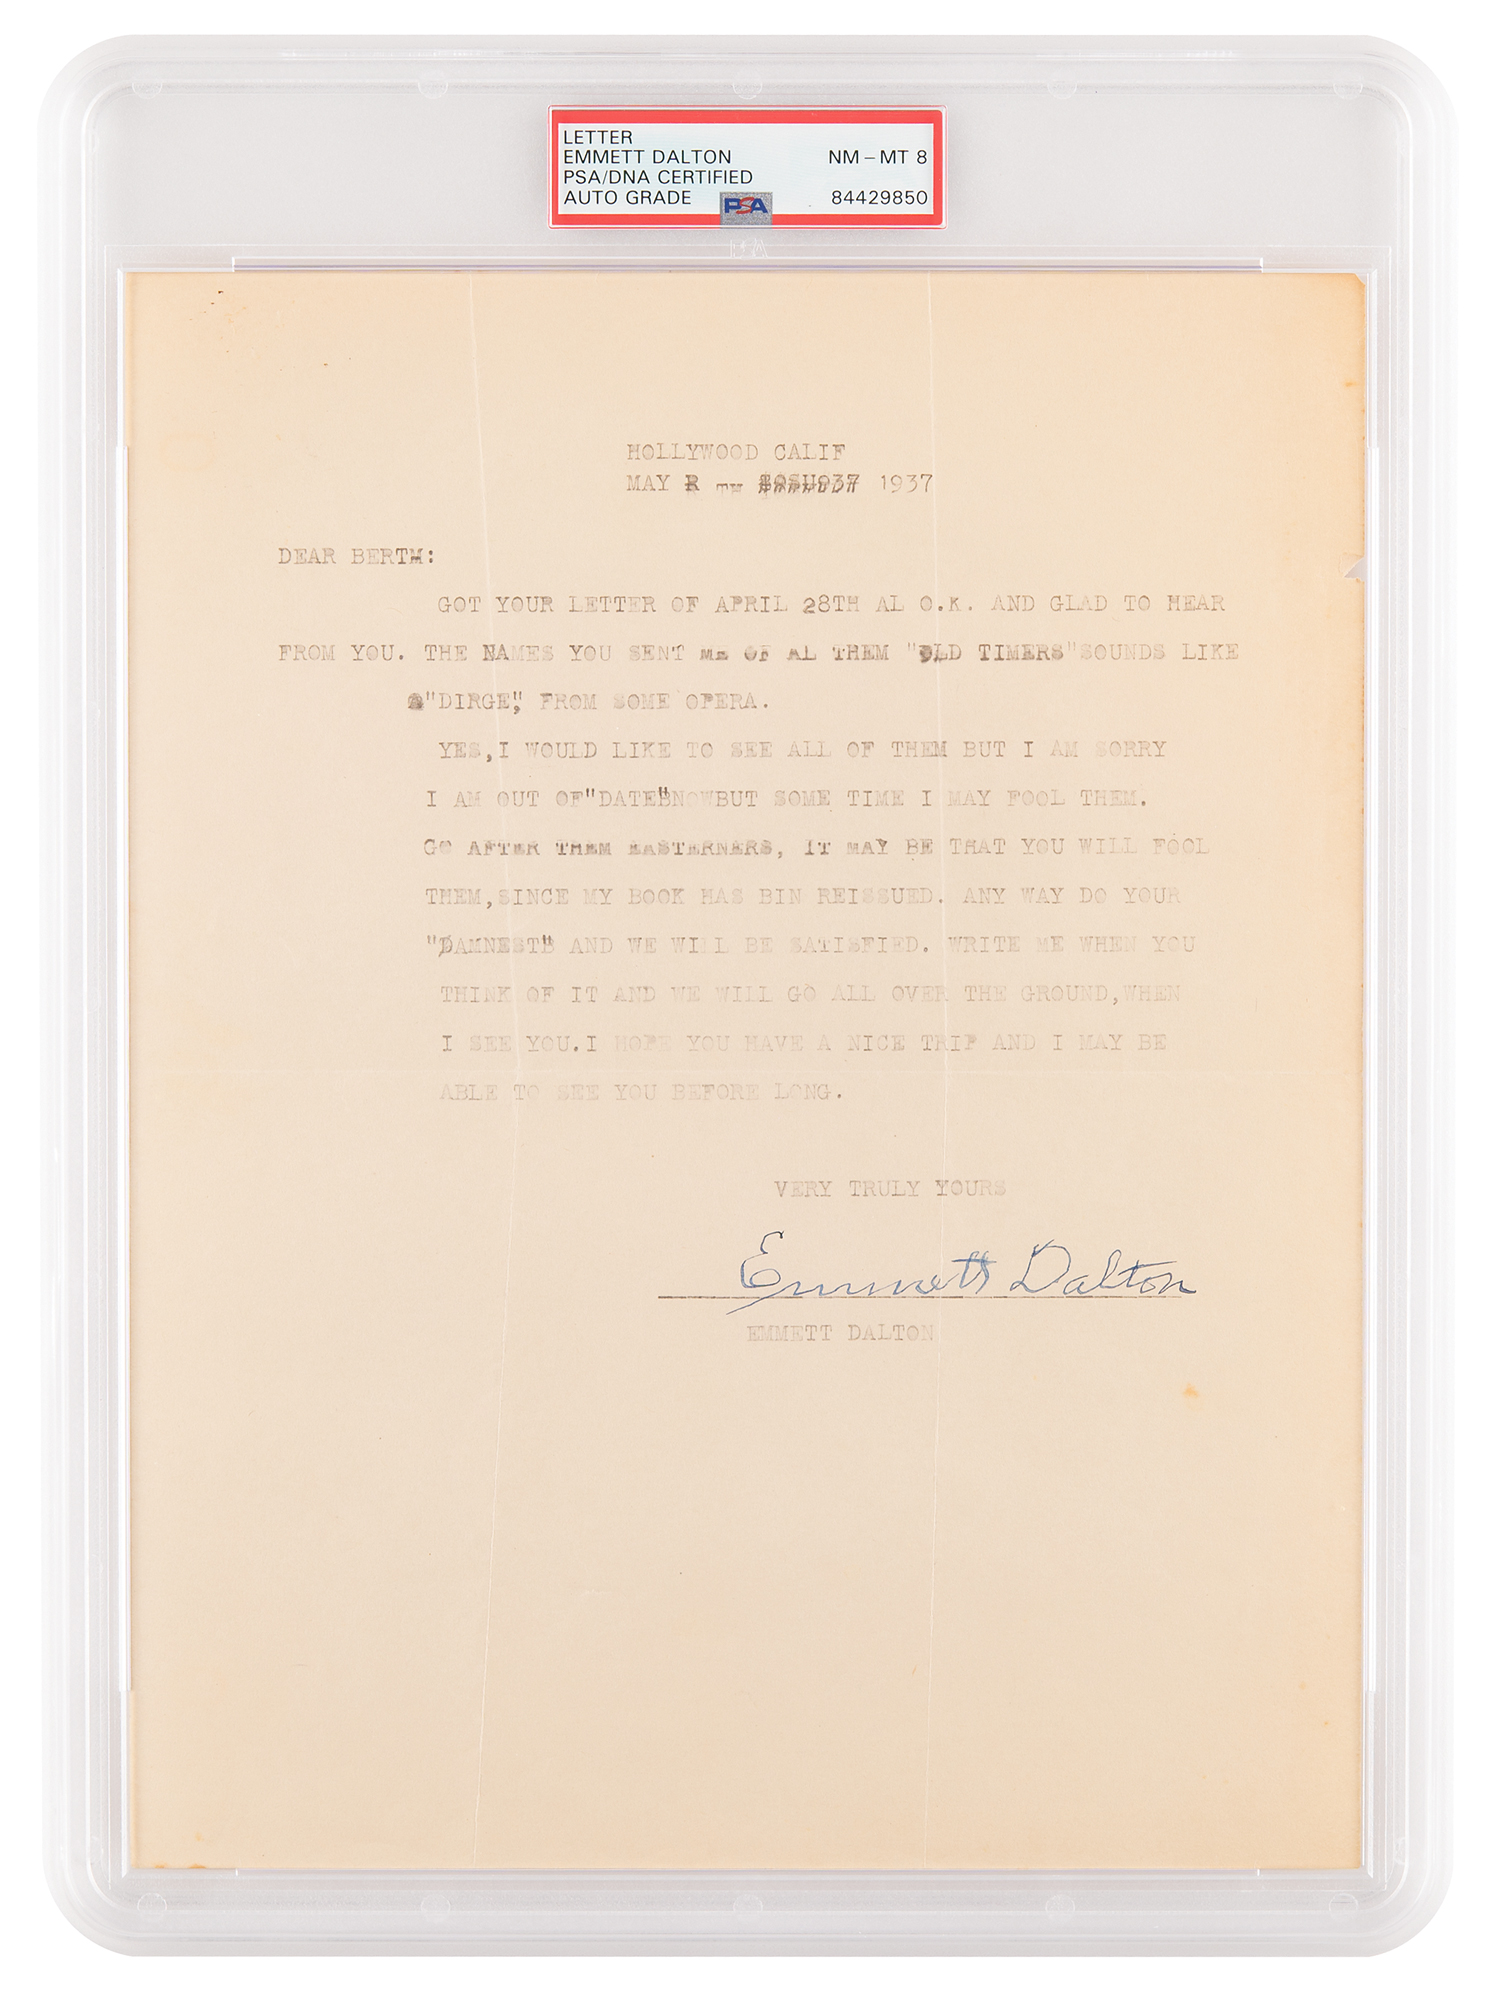 LETTER
EMMETT DALTON NM – MT 8
PSA/DNA CERTIFIED
AUTO GRADE PSA 84429850
HOLLYWOOD CALIF
MAY TH 1937
DEAR BERTM:
GOT YOUR LETTER OF APRIL 28TH AL O.K. AND GLAD TO HEAR
FROM YOU. THE NAMES YOU SENT ME OF AL THEM "OLD TIMERS"SOUNDS LIKE
"DIRGE", FROM SOME OPERA.
YES,I WOULD LIKE TO SEE ALL OF THEM BUT I AM SORRY
I AM OUT OF"DATE"NOWBUT SOME TIME I MAY FOOL THEM.
GO AFTER THEM EASTERNERS, IT MAY BE THAT YOU WILL FOOL
THEM,SINCE MY BOOK HAS BIN REISSUED. ANY WAY DO YOUR
"DAMNEST" AND WE WILL BE SATISFIED. WRITE ME WHEN YOU
THINK OF IT AND WE WILL GO ALL OVER THE GROUND,WHEN
I SEE YOU.I HOPE YOU HAVE A NICE TRIP AND I MAY BE
ABLE TO SEE YOU BEFORE LONG.
VERY TRULY YOURS
Emmett Dalton
EMMETT DALTON